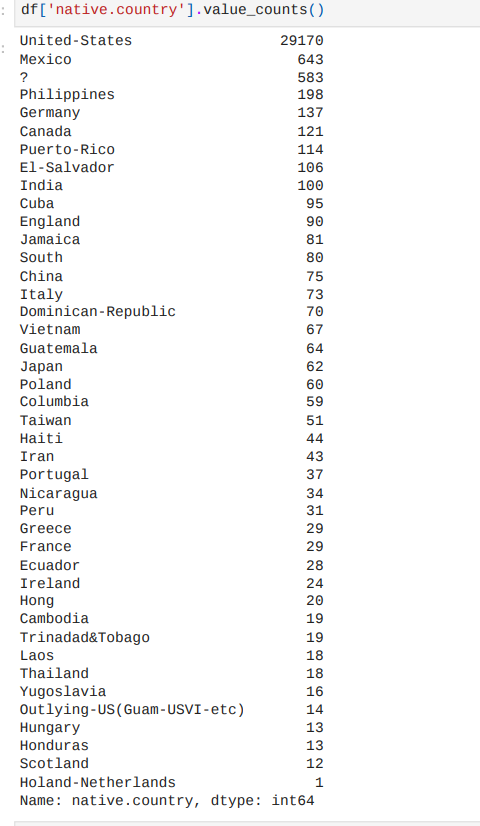 df['native.country'].value_counts()
United-States 29170
Mexico 643
? 583
Philippines 198
Germany 137
Canada 121
Puerto-Rico 114
El-Salvador 106
India 100
Cuba 95
England 90
Jamaica 81
South 80
China 75
Italy 73
Dominican-Republic 70
Vietnam 67
Guatemala 64
Japan 62
Poland 60
Columbia 59
Taiwan 51
Haiti 44
Iran 43
Portugal 37
Nicaragua 34
Peru 31
Greece 29
France 29
Ecuador 28
Ireland 24
Hong 20
Cambodia 19
Trinadad&Tobago 19
Laos 18
Thailand 18
Yugoslavia 16
Outlying-US(Guam-USVI-etc) 14
Hungary 13
Honduras 13
Scotland 12
Holand-Netherlands 1
Name: native.country, dtype: int64